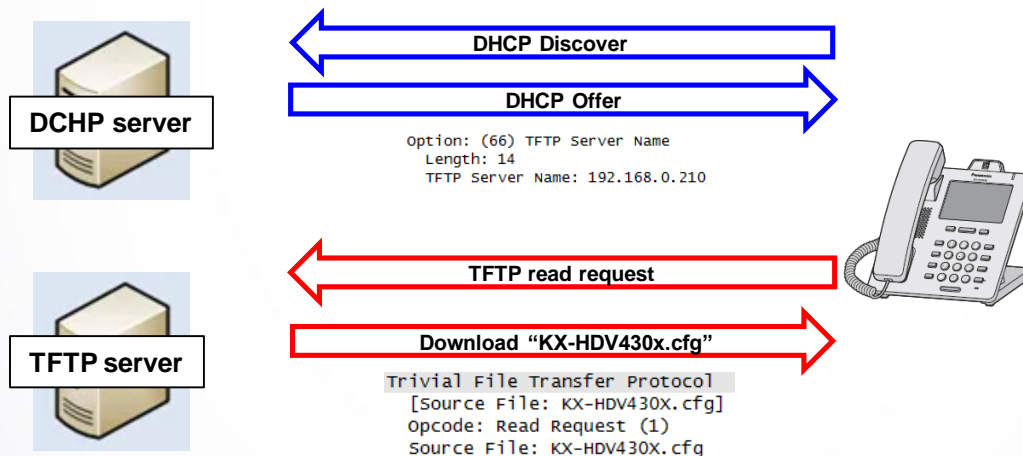 DHCP Discover
DHCP Offer
DCHP server
Option: (66) TFTP Server Name
Length: 14
TFTP Server Name: 192.168.0.210
TFTP read request
TFTP server
Download “KX-HDV430x.cfg”
Trivial File Transfer Protocol
[Source File: KX-HDV430X.cfg]
Opcode: Read Request (1)
Source File: KX-HDV430X.cfg
Panasonic